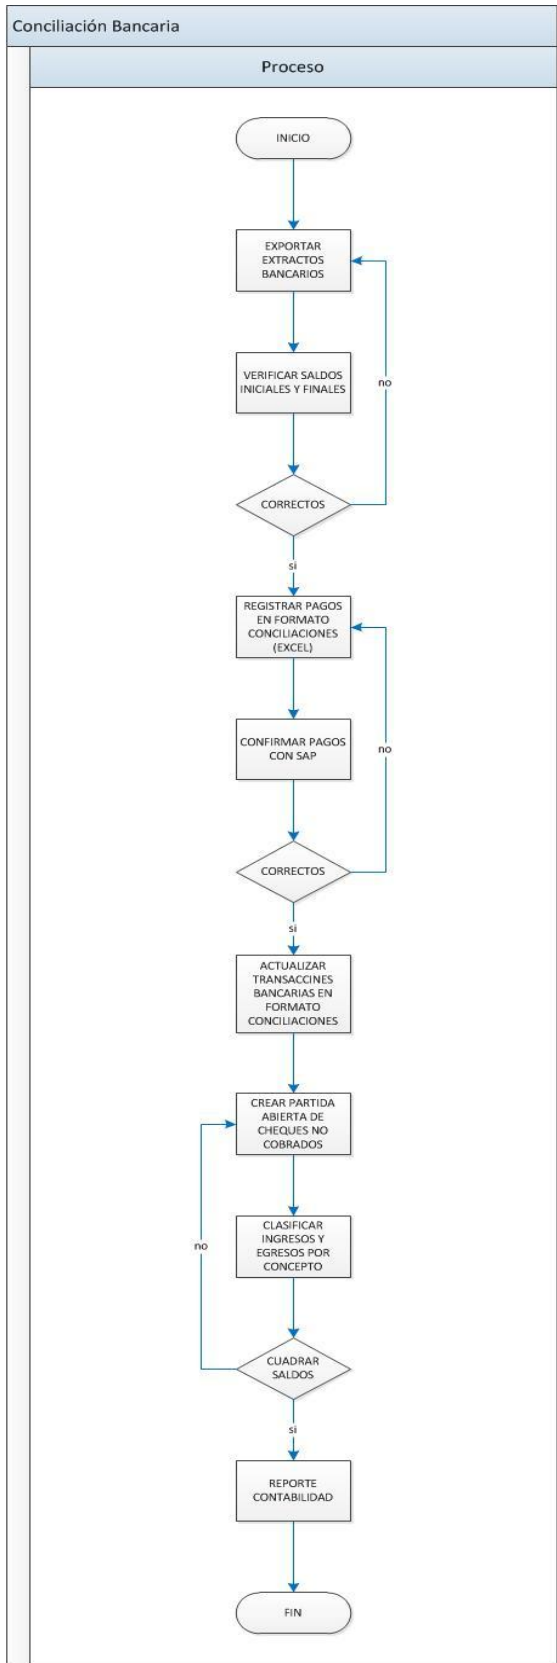 Conciliación Bancaria
Proceso
INICIO
EXPORTAR
EXTRACTOS
BANCARIOS
VERIFICAR SALDOS
INICIALES Y FINALES
no
CORRECTOS
si
REGISTRAR PAGOS
EN FORMATO
CONCILIACIONES
(EXCEL)
CONFIRMAR PAGOS
CON SAP
no
CORRECTOS
si
ACTUALIZAR
TRANSACCINES
BANCARIAS EN
FORMATO
CONCILIACIONES
CREAR PARTIDA
ABIERTA DE
CHEQUES NO
COBRADOS
CLASIFICAR
INGRESOS Y
EGRESOS POR
CONCEPTO
no
CUADRAR
SALDOS
si
REPORTE
CONTABILIDAD
FIN